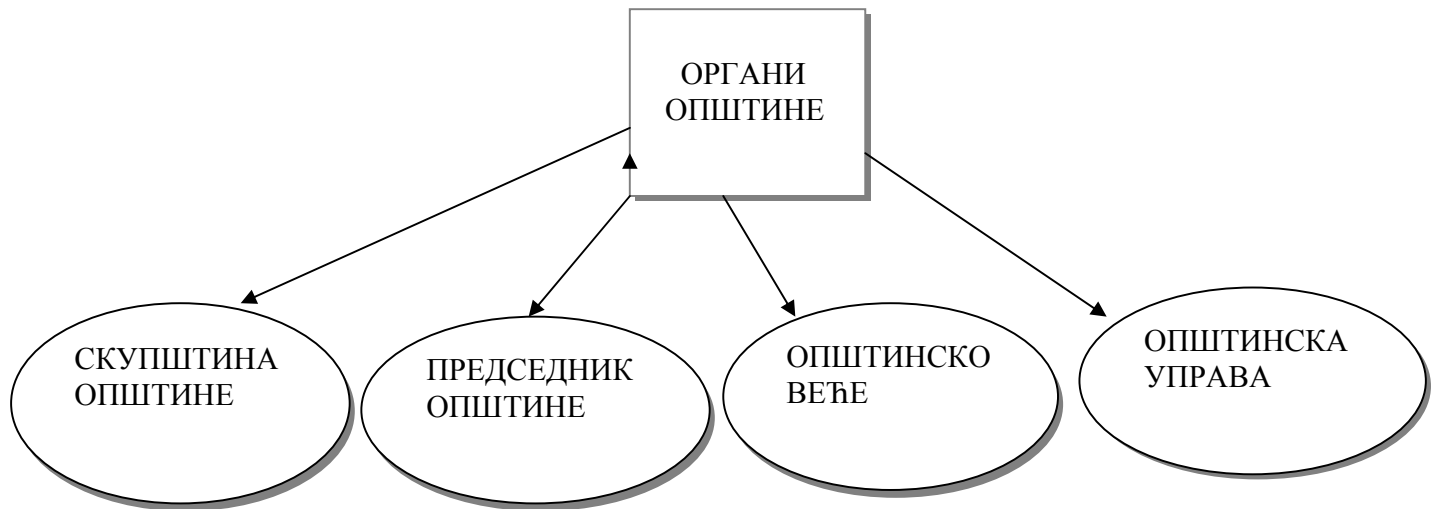 ОРГАНИ
ОПШТИНЕ
СКУПШТИНА
ОПШТИНЕ
ПРЕДСЕДНИК
ОПШТИНЕ
ОПШТИНСКО
ВЕЋЕ
ОПШТИНСКА
УПРАВА